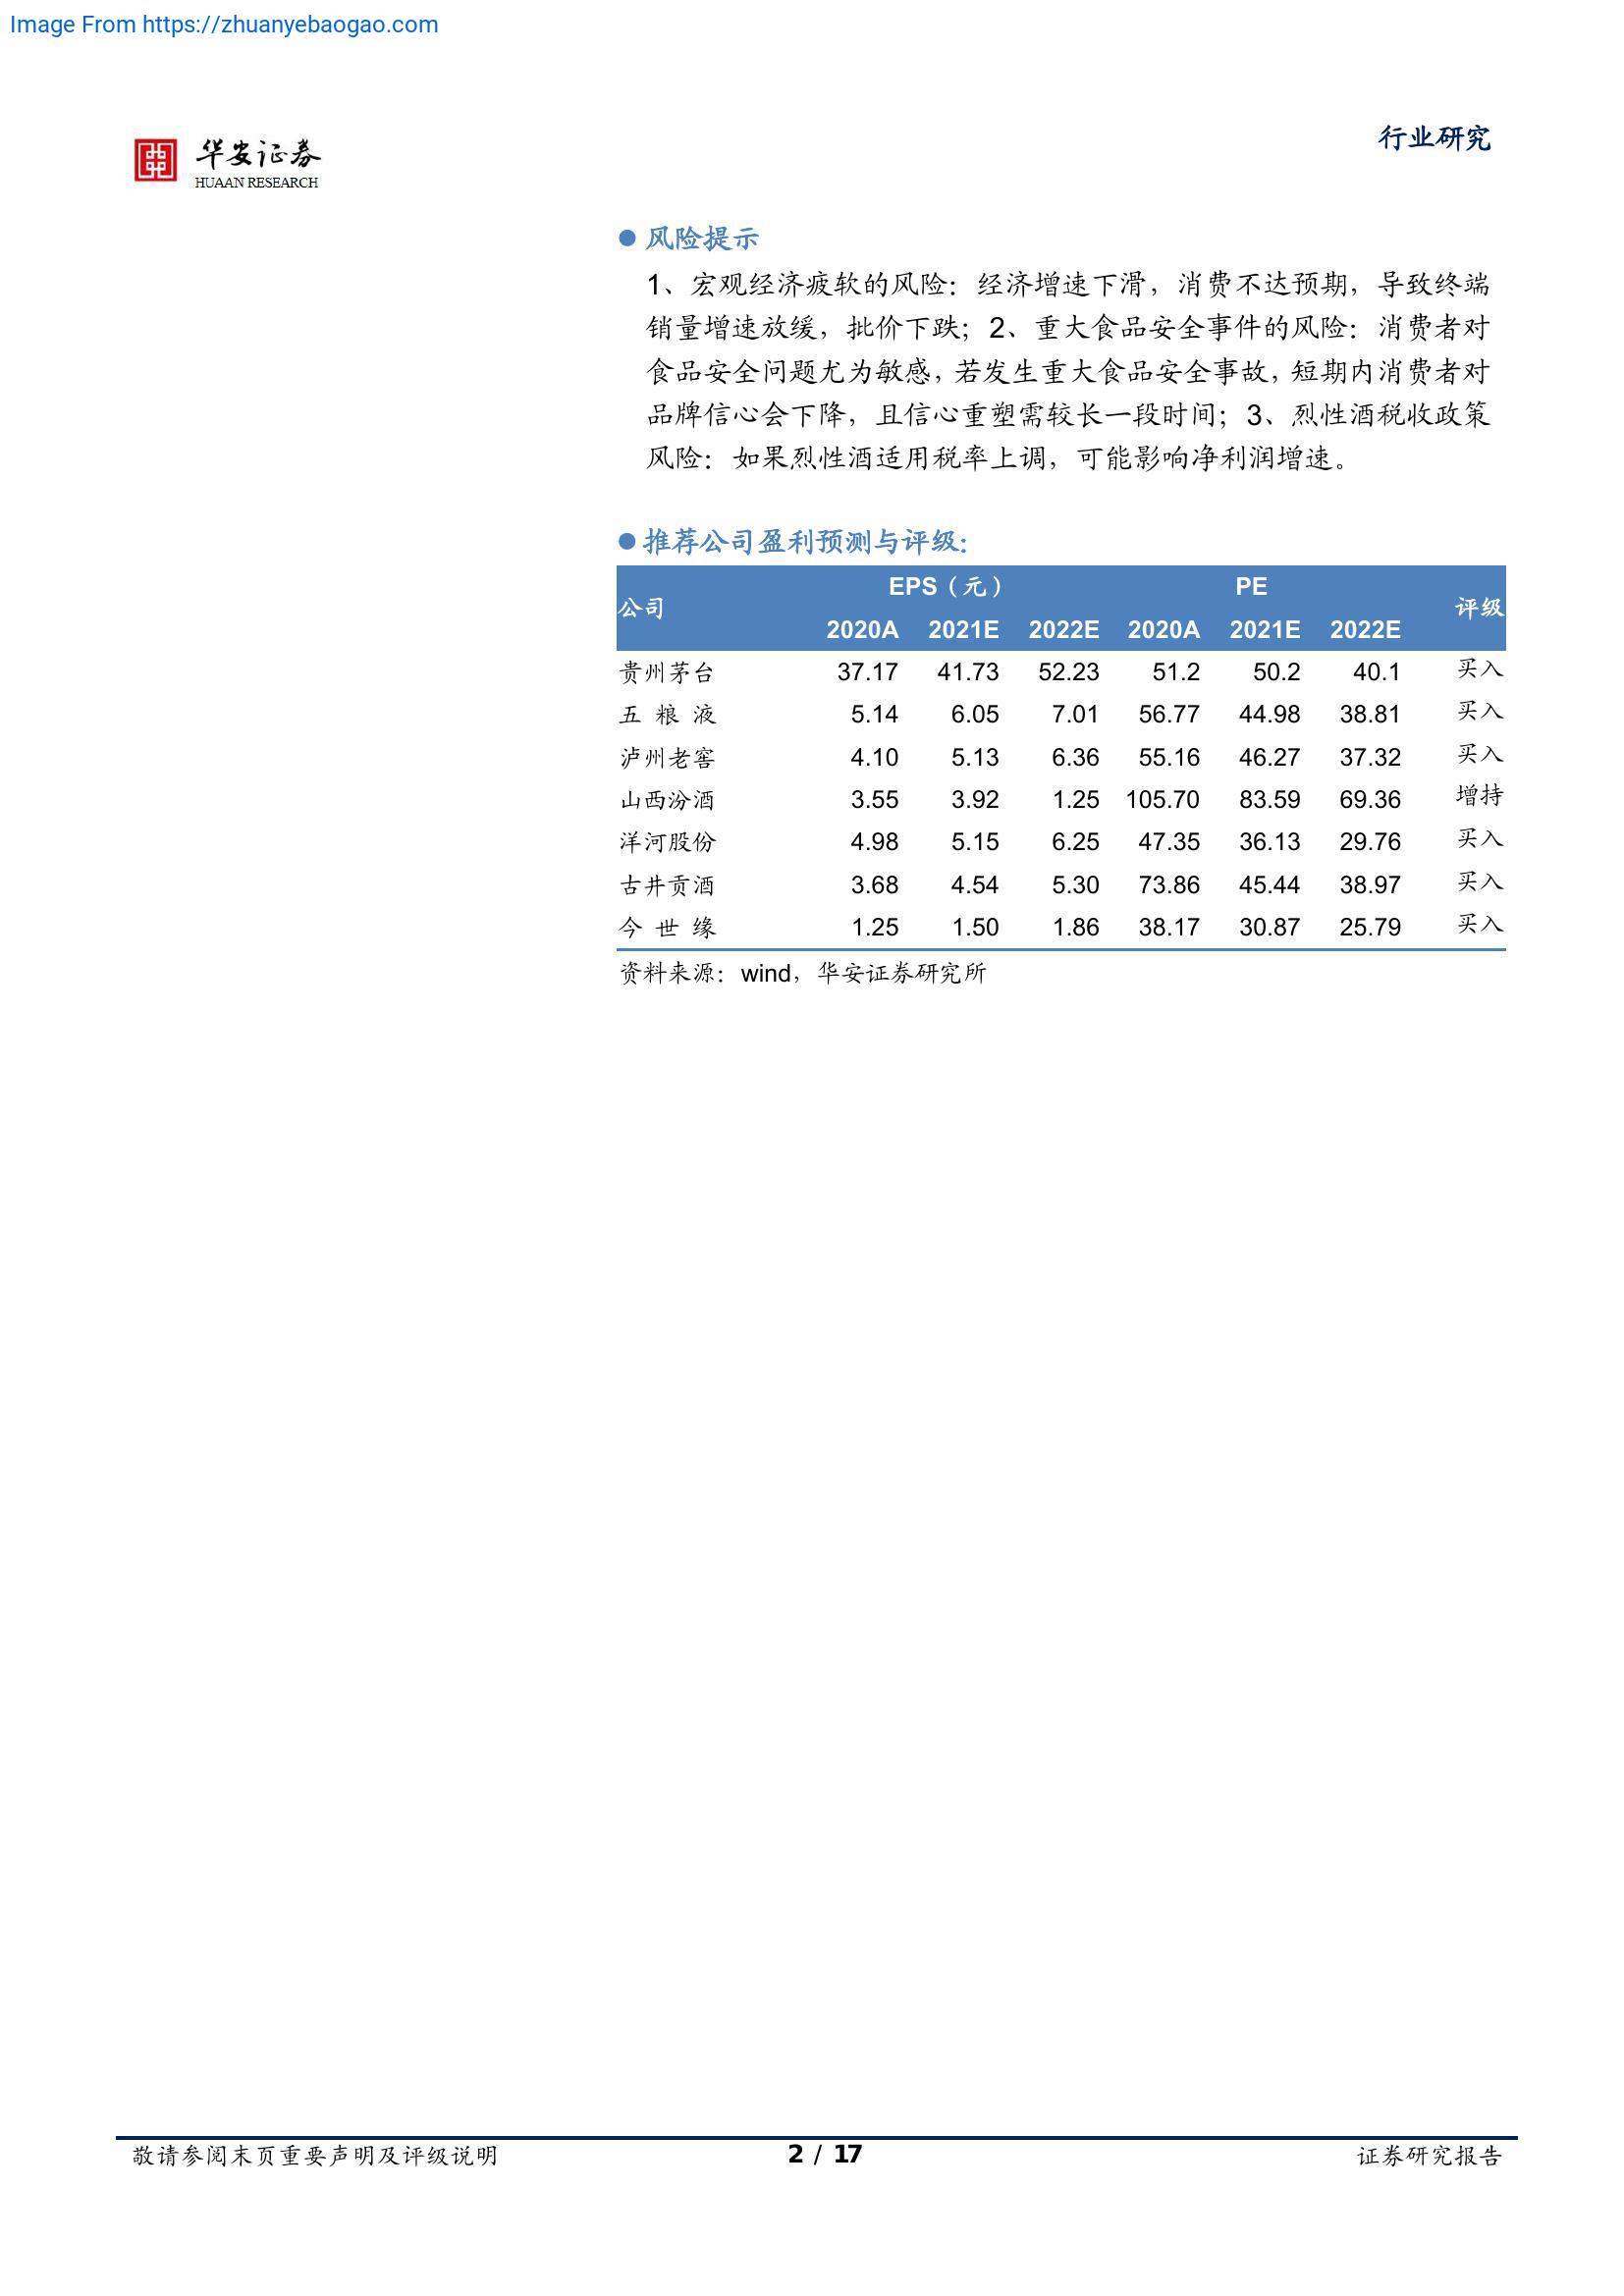 Image From https://zhuanyebaogao.com
华安证券
HUAAN RESEARCH
行业研究
风险提示
1、宏观经济疲软的风险：经济增速下滑，消费不达预期，导致终端
销量增速放缓，批价下跌；2、重大食品安全事件的风险：消费者对
食品安全问题尤为敏感，若发生重大食品安全事故，短期内消费者对
品牌信心会下降，且信心重塑需较长一段时间；3、烈性酒税收政策
风险：如果烈性酒适用税率上调，可能影响净利润增速。
推荐公司盈利预测与评级：
公司 EPS（元） PE 评级
2020A 2021E 2022E 2020A 2021E 2022E
贵州茅台 37.17 41.73 52.23 51.2 50.2 40.1 买入
五 粮 液 5.14 6.05 7.01 56.77 44.98 38.81 买入
泸州老窖 4.10 5.13 6.36 55.16 46.27 37.32 买入
山西汾酒 3.55 3.92 1.25 105.70 83.59 69.36 增持
洋河股份 4.98 5.15 6.25 47.35 36.13 29.76 买入
古井贡酒 3.68 4.54 5.30 73.86 45.44 38.97 买入
今 世 缘 1.25 1.50 1.86 38.17 30.87 25.79 买入
资料来源：wind，华安证券研究所
敬请参阅末页重要声明及评级说明 2 / 17 证券研究报告